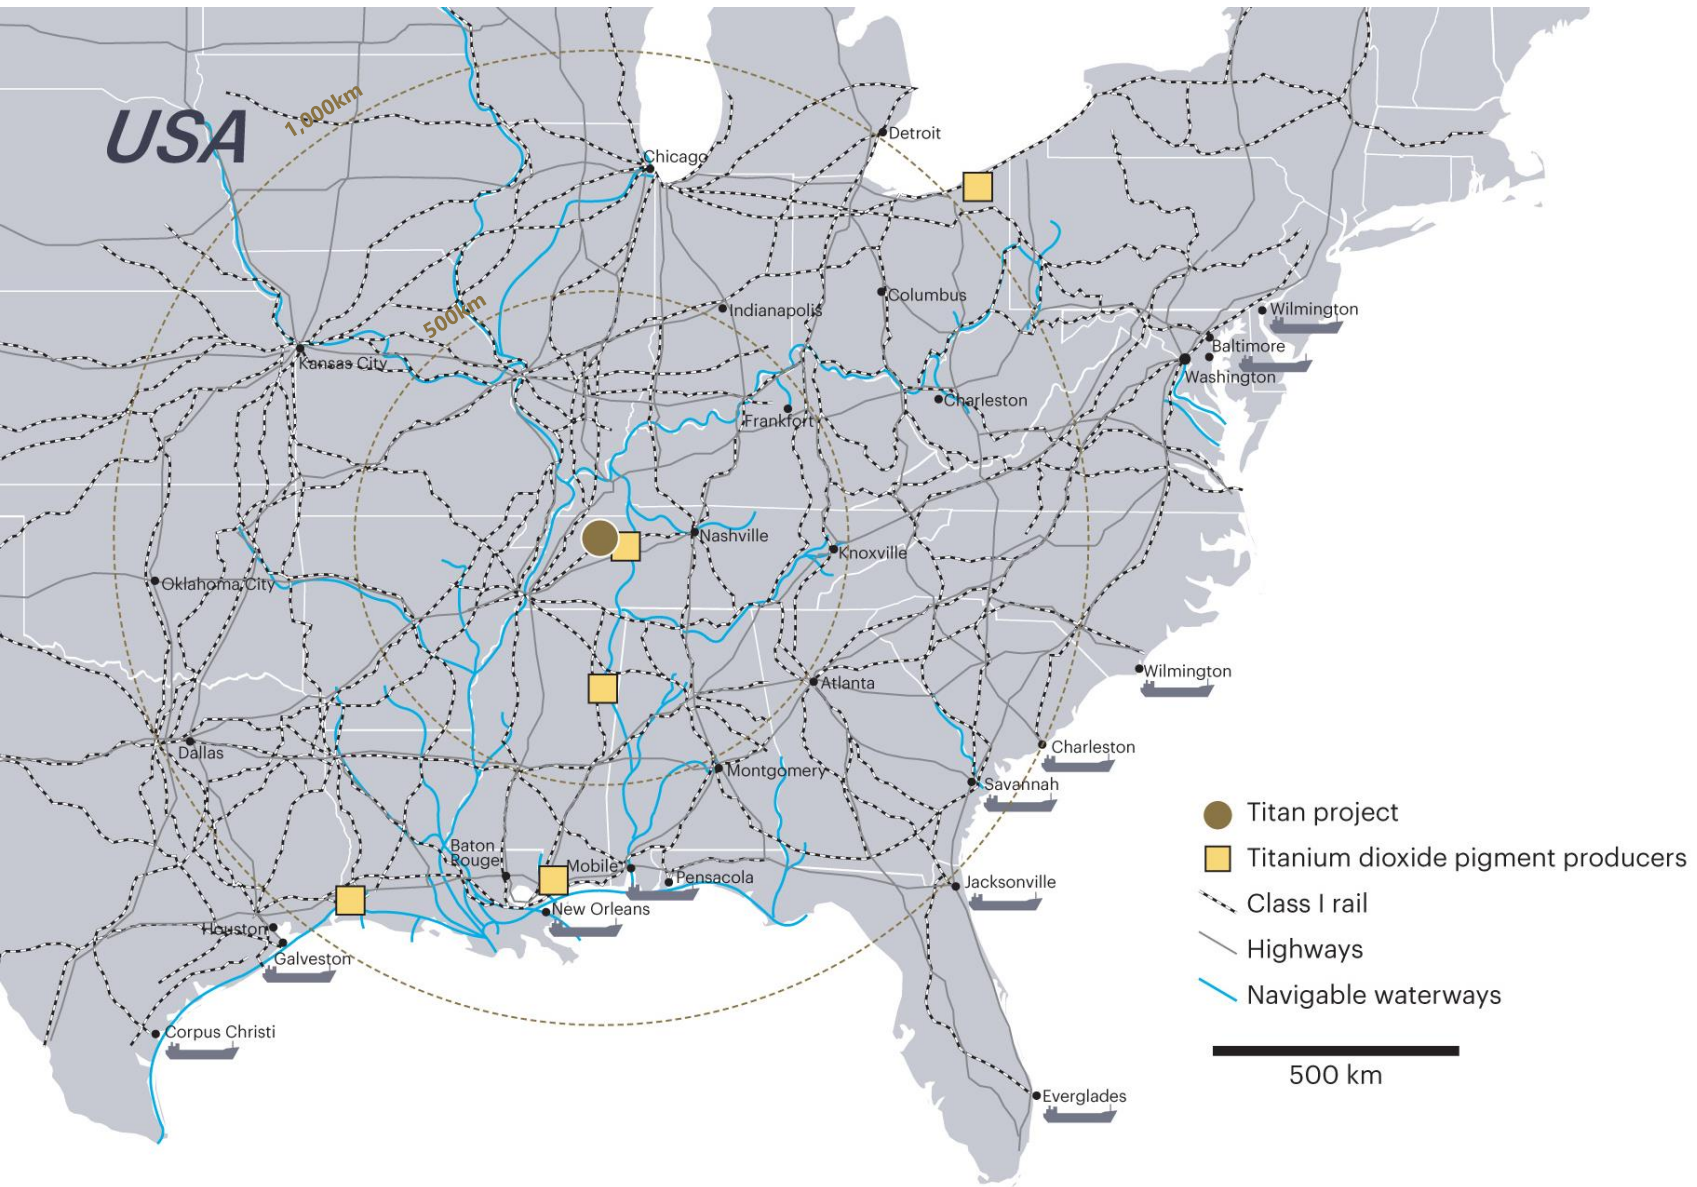 1,000km
USA
Detroit
Chicago
500km
Columbus
Indianapolis
Wilmington
Baltimore
Kansas City
Washington
Charleston
Frankfort
Nashville
Knoxville
Oklahoma City
Wilmington
Atlanta
Dallas
Charleston
Montgomery
Savannah
Titan project
Baton
Rouge
Titanium dioxide pigment producers
Mobile
Pensacola
Jacksonville
Class I rail
New Orleans
Houston
Highways
Galveston
Navigable waterways
Corpus Christi
500 km
Everglades